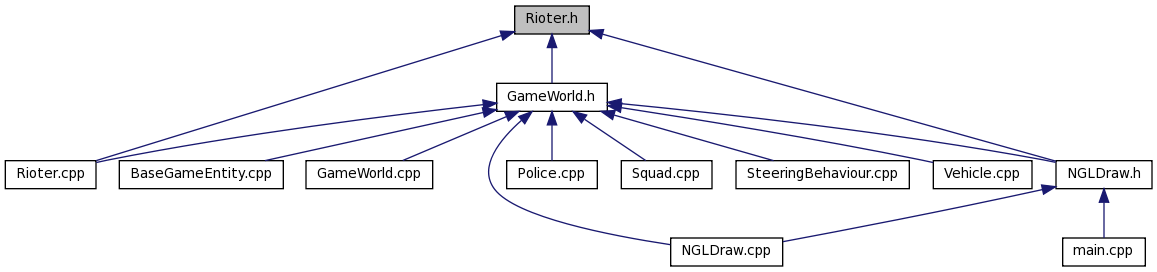 Rioter.h
GameWorld.h
Rioter.cpp
BaseGameEntity.cpp
GameWorld.cpp
Police.cpp
Squad.cpp
SteeringBehaviour.cpp
Vehicle.cpp
NGLDraw.h
NGLDraw.cpp
main.cpp